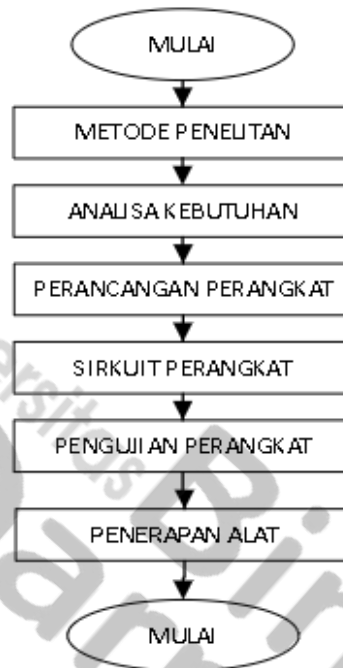 MULAI
METODE PENELITAN
ANALISA KEBUTUHAN
PERANCANGAN PERANGKAT
SIRKUIT PERANGKAT
PENGUJIAN PERANGKAT
PENERAPAN ALAT
MULAI